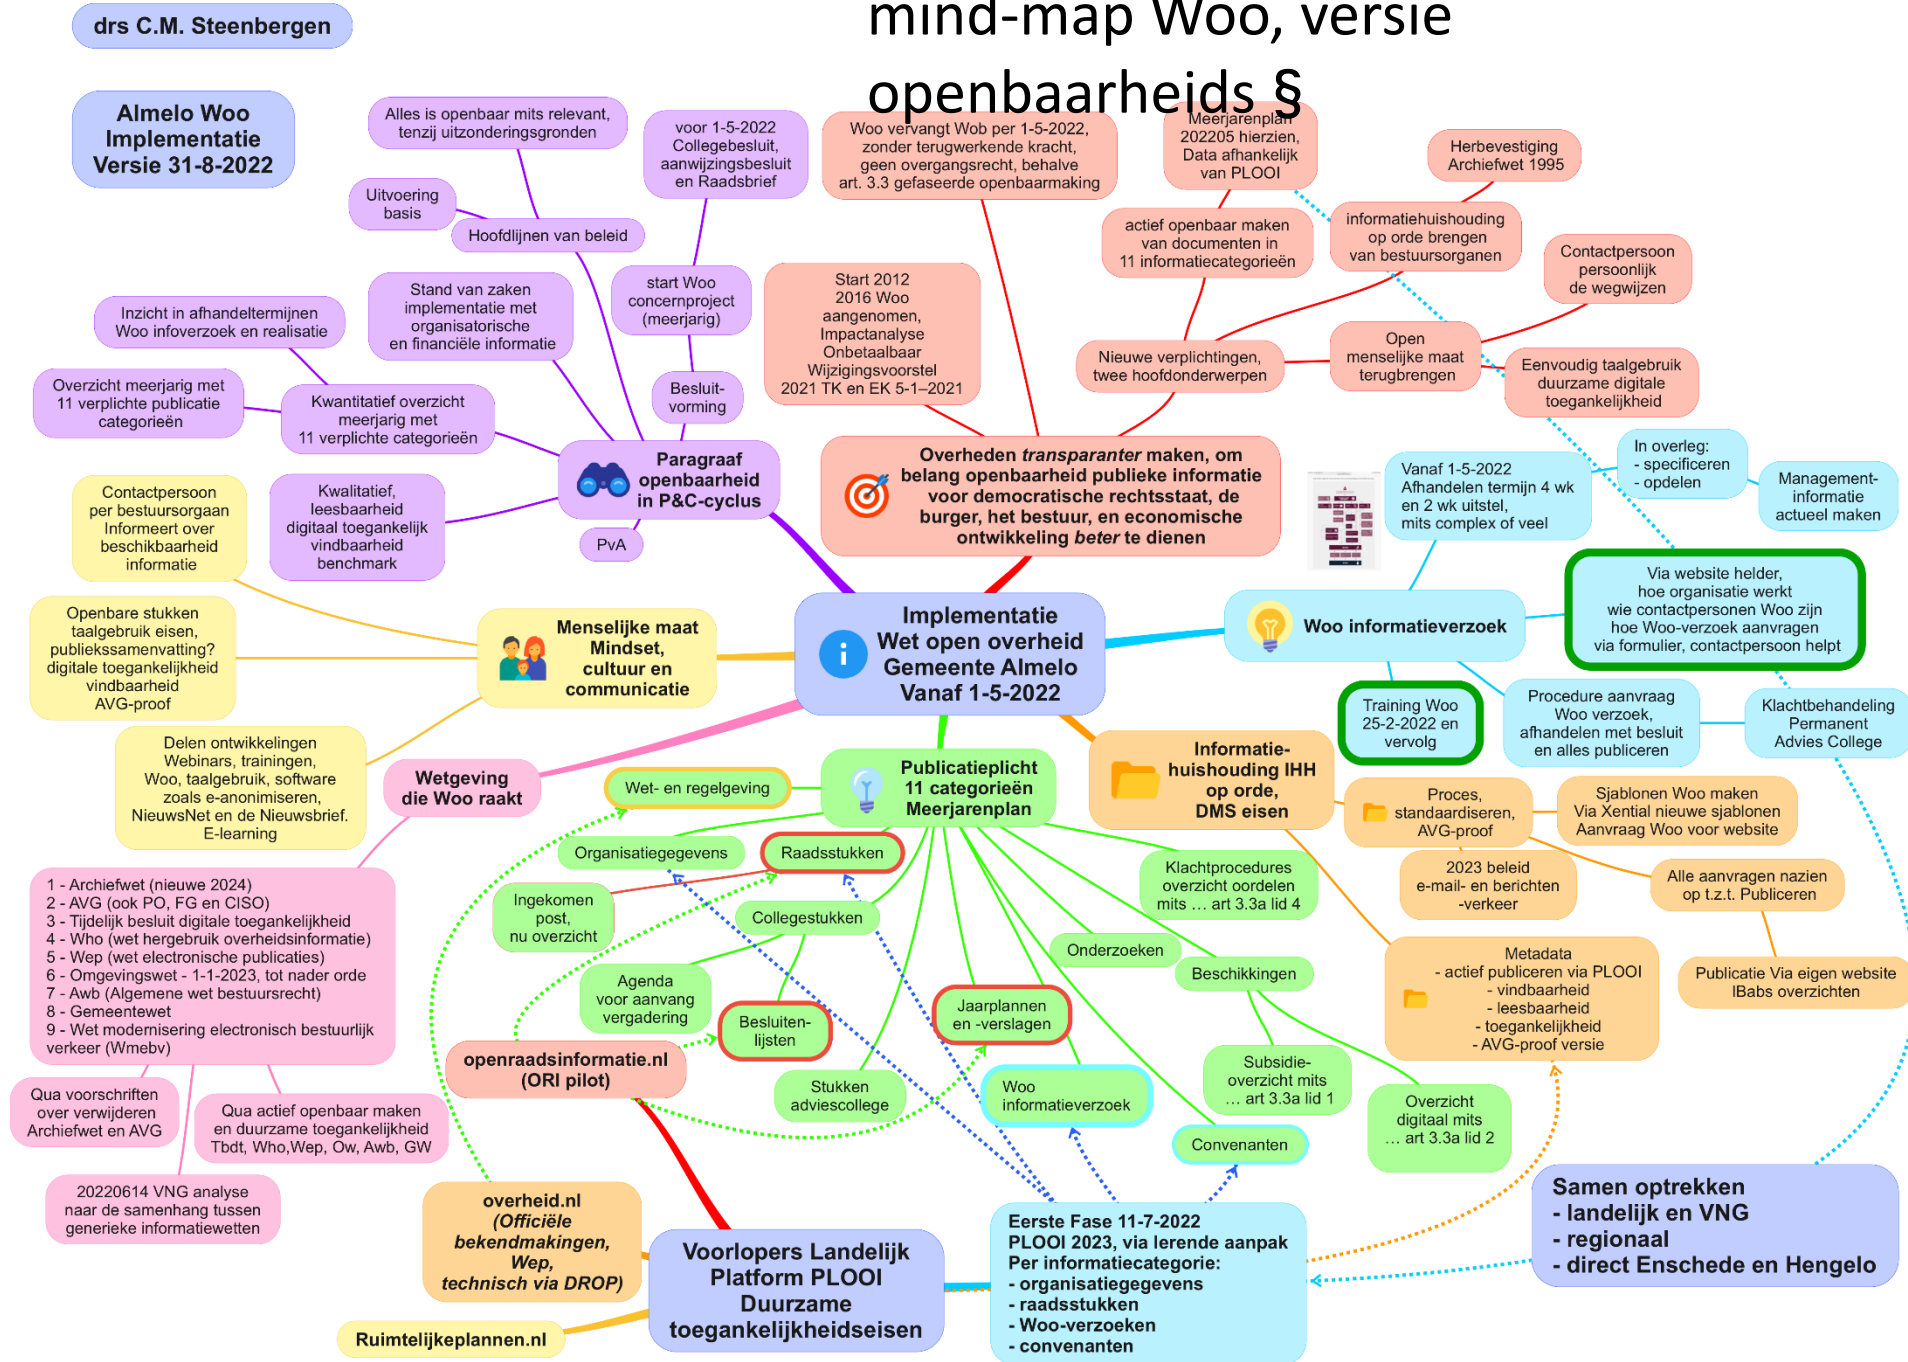 mind-map Woo, versie
openbaarheids §
drs C.M. Steenbergen
Almelo Woo
Implementatie
Versie 31-8-2022
Alles is openbaar mits relevant,
tenzij uitzonderingsgronden
Uitvoering
basis
Hoofdlijnen van beleid
voor 1-5-2022
Collegebesluit,
aanwijzingsbesluit
en Raadsbrief
start Woo
concernproject
(meerjarig)
Besluit-
vorming
Stand van zaken
implementatie met
organisatorische
en financiële informatie
Inzicht in afhandeltermijnen
Woo infoverzoek en realisatie
Overzicht meerjarig met
11 verplichte publicatie
categorieën
Kwantitatief overzicht
meerjarig met
11 verplichte categorieën
Kwalitatief,
leesbaarheid
digitaal toegankelijk
vindbaarheid
benchmark
PvA
Paragraaf
openbaarheid
in P&C-cyclus
Woo vervangt Wob per 1-5-2022,
zonder terugwerkende kracht,
geen overgangsrecht, behalve
art. 3.3 gefaseerde openbaarmaking
Start 2012
2016 Woo
aangenomen,
Impactanalyse
Onbetaalbaar
Wijzigingsvoorstel
2021 TK en EK 5-1–2021
Meerjarenplan
202205 hierzien,
Data afhankelijk
van PLOOI
actief openbaar maken
van documenten in
11 informatiecategorieën
Herbevestiging
Archiefwet 1995
informatiehuishouding
op orde brengen
van bestuursorganen
Contactpersoon
persoonlijk
de wegwijzen
Nieuwe verplichtingen,
twee hoofdonderwerpen
Open
menselijke maat
terugbrengen
Eenvoudig taalgebruik
duurzame digitale
toegankelijkheid
Overheden transparanter maken, om
belang openbaarheid publieke informatie
voor democratische rechtsstaat, de
burger, het bestuur, en economische
ontwikkeling beter te dienen
Vanaf 1-5-2022
Afhandelen termijn 4 wk
en 2 wk uitstel,
mits complex of veel
In overleg:
- specificeren
- opdelen
Management-
informatie
actueel maken
Via website helder,
hoe organisatie werkt
wie contactpersonen Woo zijn
hoe Woo-verzoek aanvragen
via formulier, contactpersoon helpt
Woo informatieverzoek
Training Woo
25-2-2022 en
vervolg
Procedure aanvraag
Woo verzoek,
afhandelen met besluit
en alles publiceren
Klachtbehandeling
Permanent
Advies College
Implementatie
Wet open overheid
Gemeente Almelo
Vanaf 1-5-2022
Contactpersoon
per bestuursorgaan
Informeert over
beschikbaarheid
informatie
Openbare stukken
taalgebruik eisen,
publiekssamenvatting?
digitale toegankelijkheid
vindbaarheid
AVG-proof
Delen ontwikkelingen
Webinars, trainingen,
Woo, taalgebruik, software
zoals e-anonimiseren,
NieuwsNet en de Nieuwsbrief.
E-learning
Menselijke maat
Mindset,
cultuur en
communicatie
Wetgeving
die Woo raakt
1 - Archiefwet (nieuwe 2024)
2 - AVG (ook PO, FG en CISO)
3 - Tijdelijk besluit digitale toegankelijkheid
4 - Who (wet hergebruik overheidsinformatie)
5 - Wep (wet electronische publicaties)
6 - Omgevingswet - 1-1-2023, tot nader orde
7 - Awb (Algemene wet bestuursrecht)
8 - Gemeentewet
9 - Wet modernisering electronisch bestuurlijk
verkeer (Wmebv)
Qua voorschriften
over verwijderen
Archiefwet en AVG
Qua actief openbaar maken
en duurzame toegankelijkheid
Tbdt, Who,Wep, Ow, Awb, GW
20220614 VNG analyse
naar de samenhang tussen
generieke informatiewetten
Publicatieplicht
11 categorieën
Meerjarenplan
Wet- en regelgeving
Organisatiegegevens
Raadsstukken
Ingekomen
post,
nu overzicht
Collegestukken
Agenda
voor aanvang
vergadering
Besluiten-
lijsten
Stukken
adviescollege
Jaarplannen
en -verslagen
Woo
informatieverzoek
Convenanten
Onderzoeken
Beschikkingen
Subsidie-
overzicht mits
... art 3.3a lid 1
Overzicht
digitaal mits
... art 3.3a lid 2
Klachtprocedures
overzicht oordelen
mits ... art 3.3a lid 4
Informatie-
huishouding IHH
op orde,
DMS eisen
Proces,
standaardiseren,
AVG-proof
Sjablonen Woo maken
Via Xential nieuwe sjablonen
Aanvraag Woo voor website
2023 beleid
e-mail- en berichten
-verkeer
Alle aanvragen nazien
op t.z.t. Publiceren
Publicatie Via eigen website
IBabs overzichten
Metadata
- actief publiceren via PLOOI
- vindbaarheid
- leesbaarheid
- toegankelijkheid
- AVG-proof versie
openraadsinformatie.nl
(ORI pilot)
overheid.nl
(Officiële
bekendmakingen,
Wep,
technisch via DROP)
Ruimtelijkeplannen.nl
Voorlopers Landelijk
Platform PLOOI
Duurzame
toegankelijkheidseisen
Eerste Fase 11-7-2022
PLOOI 2023, via lerende aanpak
Per informatiecategorie:
- organisatiegegevens
- raadsstukken
- Woo-verzoeken
- convenanten
Samen optrekken
- landelijk en VNG
- regionaal
- direct Enschede en Hengelo